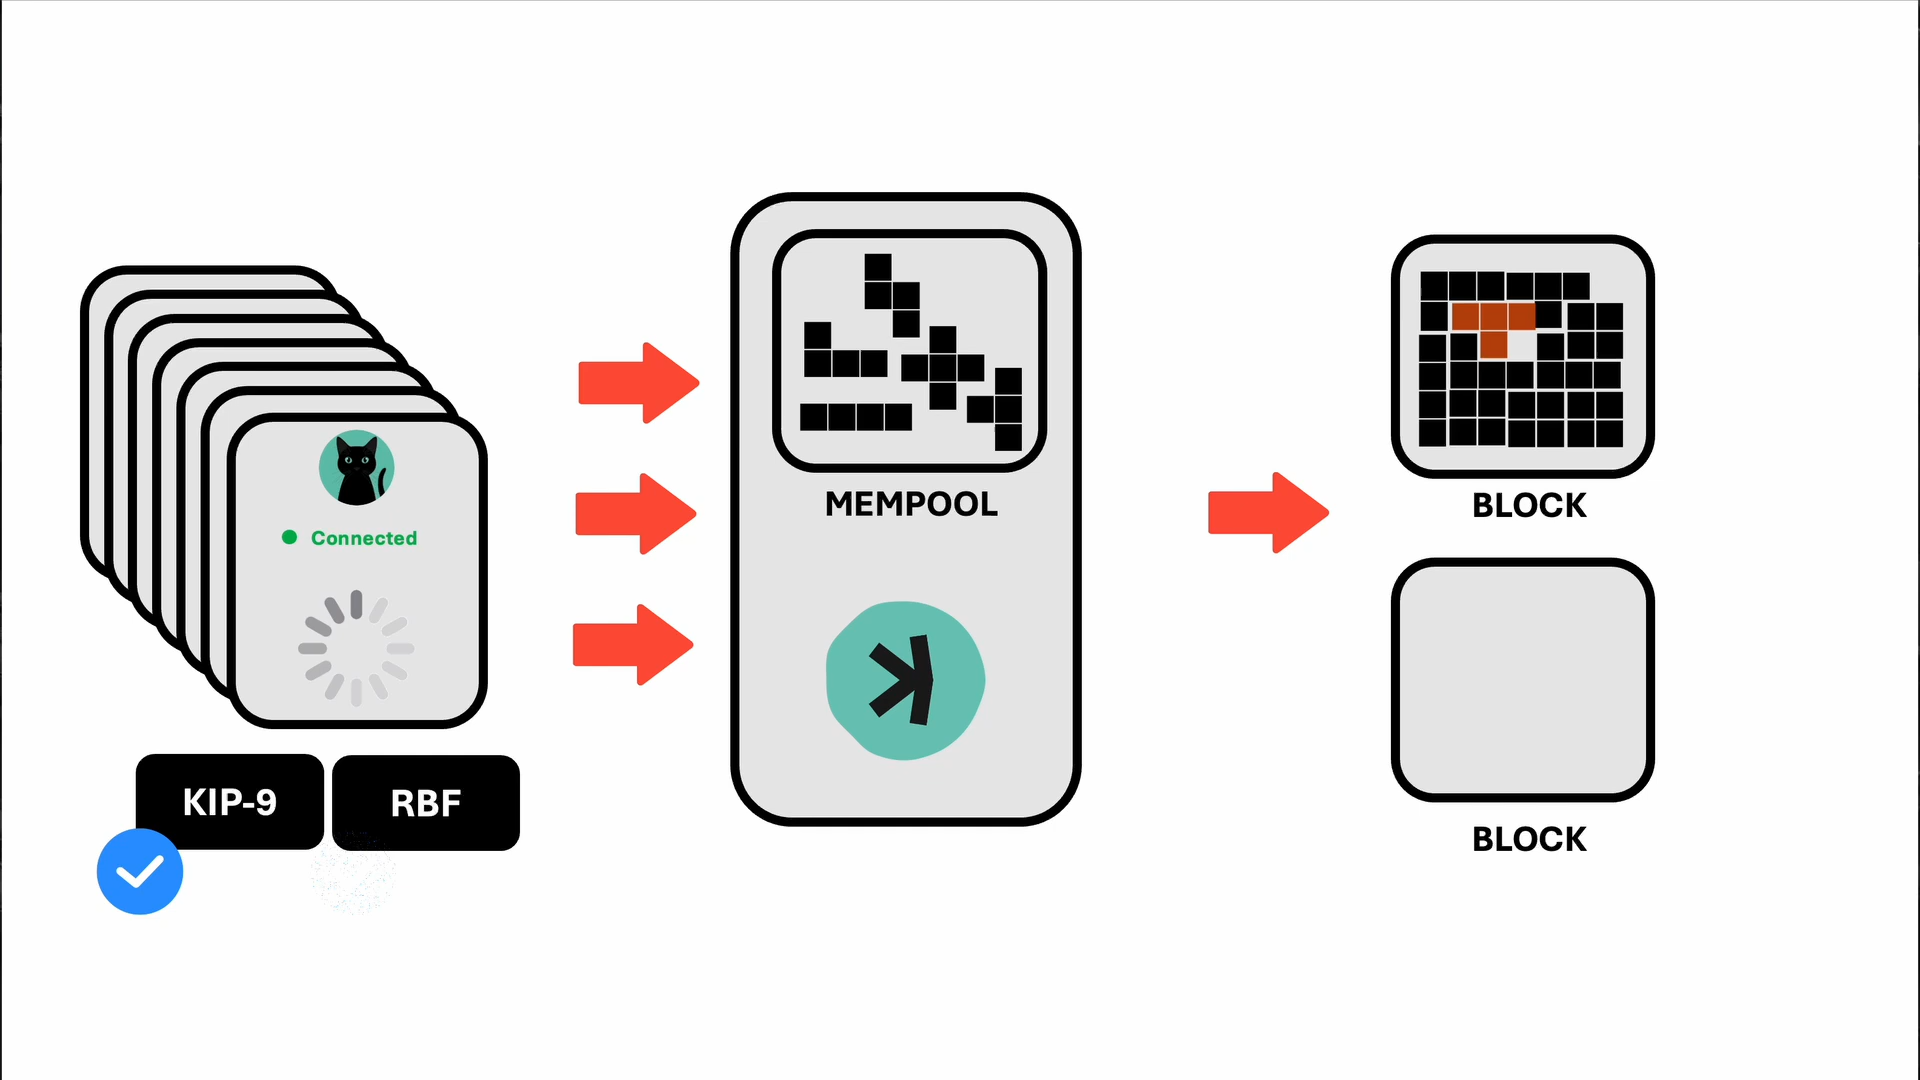 Connected
KIP-9
RBF
MEMPOOL
BLOCK
BLOCK